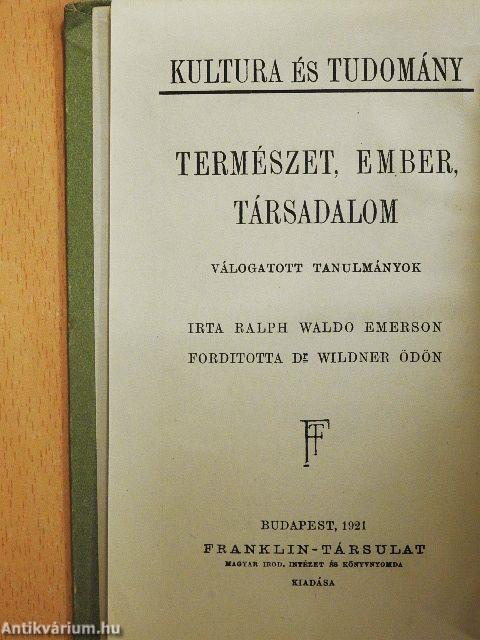 KULTURA ÉS TUDOMÁNY
TERMÉSZET, EMBER,
TÁRSADALOM
VÁLOGATOTT TANULMÁNYOK
IRTA RALPH WALDO EMERSON
FORDITOTTA Dr WILDNER ÖDÖN
FT
BUDAPEST, 1921
FRANKLIN-TÁRSULAT
MAGYAR IROD. INTÉZET ÉS KÖNYVNYOMDA
KIADÁSA
Antikvárium.hu